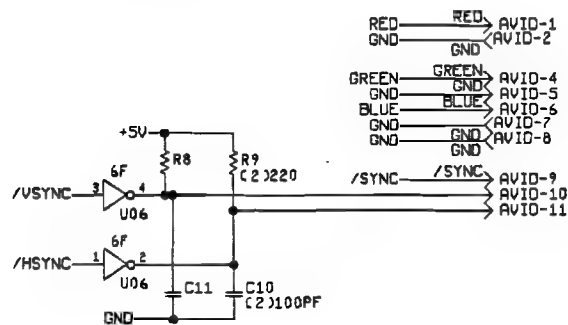 RED RED AVID-1
GND GND AVID-2
GREEN GREEN AVID-4
GND GND AVID-5
BLUE BLUE AVID-6
GND AVID-7
GND GND AVID-8
GND
+5V
R8 R9
(2)220
/SYNC /SYNC AVID-9
6F
/VSYNC 3 4 AVID-10
U06
AVID-11
6F
/HSYNC 1 2
U06
C11 C10
(2)100PF
GND